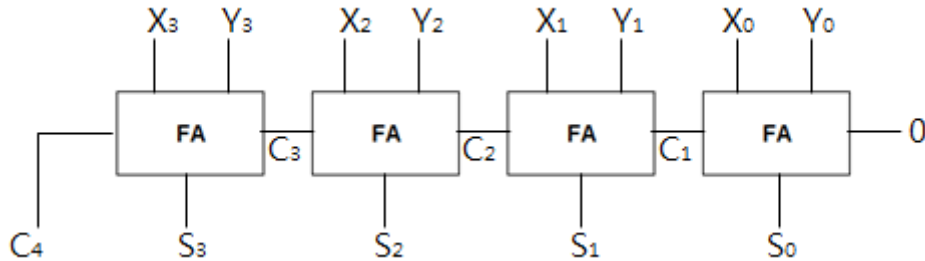 X₃ Y₃ X₂ Y₂ X₁ Y₁ X₀ Y₀
FA FA FA FA 0
C₃ C₂ C₁
C₄ S₃ S₂ S₁ S₀